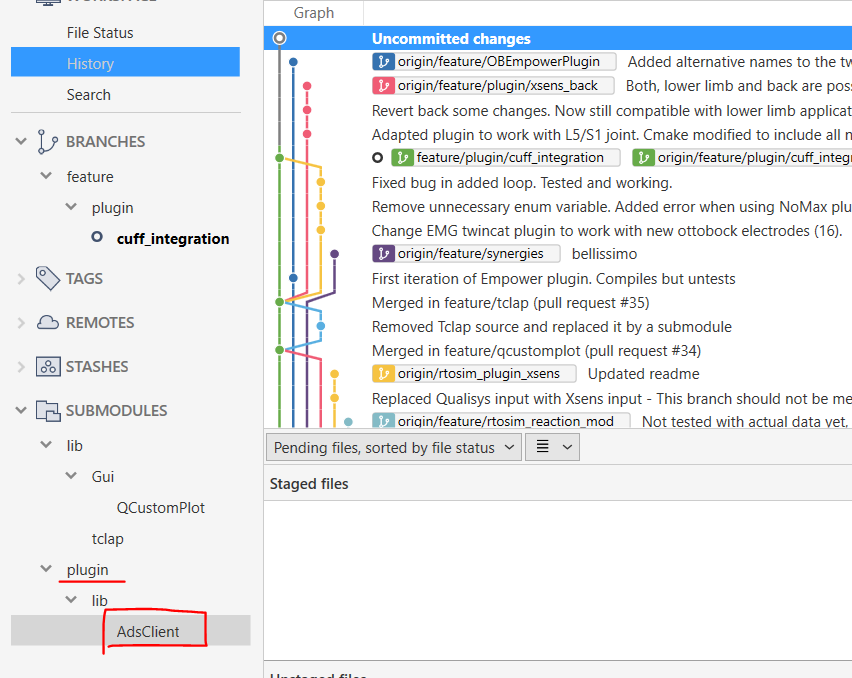 WORKSPACE
File Status
History
Search
BRANCHES
feature
plugin
cuff_integration
TAGS
REMOTES
STASHES
SUBMODULES
lib
Gui
QCustomPlot
tclap
plugin
lib
AdsClient
Graph
Uncommitted changes
origin/feature/OBEmpowerPlugin Added alternative names to the tw
origin/feature/plugin/xsens_back Both, lower limb and back are pos
Revert back some changes. Now still compatible with lower limb applicat
Adapted plugin to work with L5/S1 joint. Cmake modified to include all n
feature/plugin/cuff_integration origin/feature/plugin/cuff_integr
Fixed bug in added loop. Tested and working.
Remove unnecessary enum variable. Added error when using NoMax plu
Change EMG twincat plugin to work with new ottobock electrodes (16).
origin/feature/synergies bellissimo
First iteration of Empower plugin. Compiles but untests
Merged in feature/tclap (pull request #35)
Removed Tclap source and replaced it by a submodule
Merged in feature/qcustomplot (pull request #34)
origin/rtosim_plugin_xsens Updated readme
Replaced Qualisys input with Xsens input - This branch should not be me
origin/feature/rtosim_reaction_mod Not tested with actual data yet,
Pending files, sorted by file status
Staged files
Unstaged files